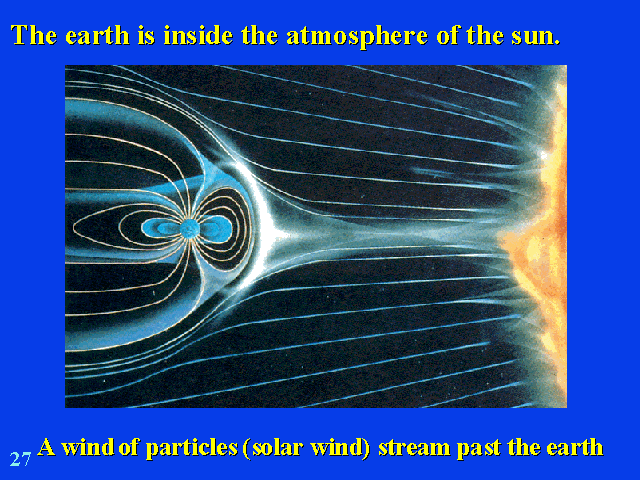 The earth is inside the atmosphere of the sun.
A wind of particles (solar wind) stream past the earth
27